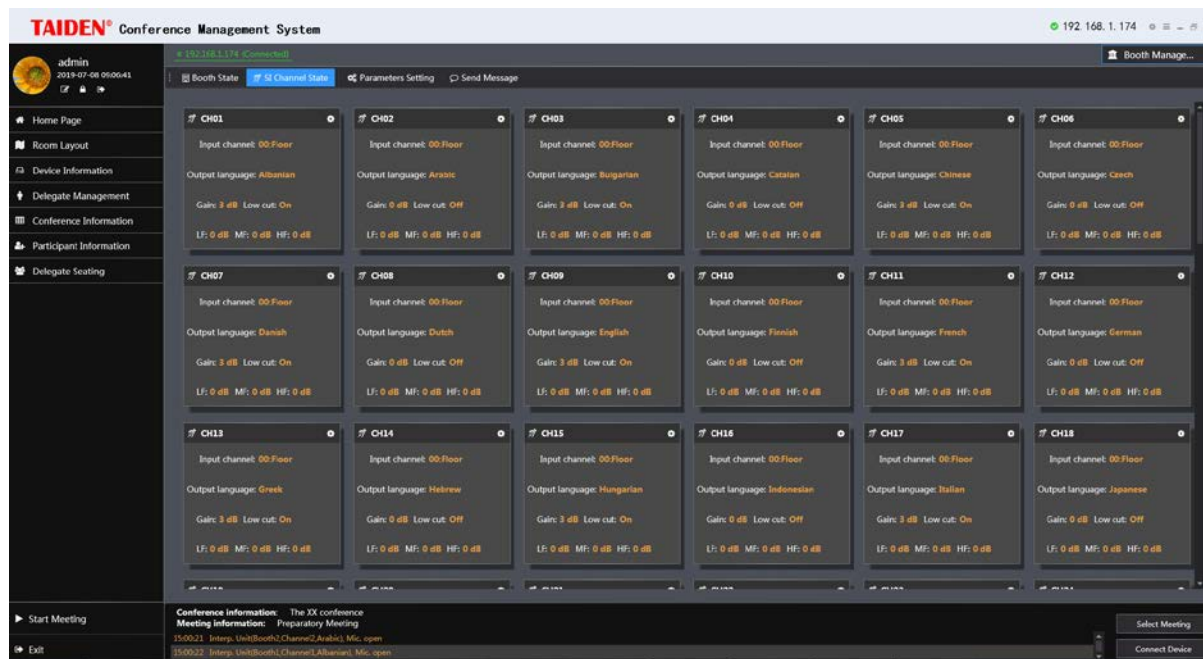 TAIDEN® Conference Management System
192.168.1.174
admin
2019-07-08 09:06:41
192.168.1.174 (Connected)
Booth Manage...
Booth State SI Channel State Parameters Setting Send Message
Home Page
Room Layout
Device Information
Delegate Management
Conference Information
Participant Information
Delegate Seating
CH01 CH02 CH03 CH04 CH05 CH06
Input channel: 00:Floor Input channel: 00:Floor Input channel: 00:Floor Input channel: 00:Floor Input channel: 00:Floor Input channel: 00:Floor
Output language: Albanian Output language: Arabic Output language: Bulgarian Output language: Catalan Output language: Chinese Output language: Czech
Gain: 3 dB Low cut: On Gain: 0 dB Low cut: Off Gain: 3 dB Low cut: On Gain: 0 dB Low cut: Off Gain: 3 dB Low cut: On Gain: 0 dB Low cut: Off
LF: 0 dB MF: 0 dB HF: 0 dB LF: 0 dB MF: 0 dB HF: 0 dB LF: 0 dB MF: 0 dB HF: 0 dB LF: 0 dB MF: 0 dB HF: 0 dB LF: 0 dB MF: 0 dB HF: 0 dB LF: 0 dB MF: 0 dB HF: 0 dB
CH07 CH08 CH09 CH10 CH11 CH12
Input channel: 00:Floor Input channel: 00:Floor Input channel: 00:Floor Input channel: 00:Floor Input channel: 00:Floor Input channel: 00:Floor
Output language: Danish Output language: Dutch Output language: English Output language: Finnish Output language: French Output language: German
Gain: 3 dB Low cut: On Gain: 0 dB Low cut: Off Gain: 3 dB Low cut: On Gain: 0 dB Low cut: Off Gain: 3 dB Low cut: On Gain: 0 dB Low cut: Off
LF: 0 dB MF: 0 dB HF: 0 dB LF: 0 dB MF: 0 dB HF: 0 dB LF: 0 dB MF: 0 dB HF: 0 dB LF: 0 dB MF: 0 dB HF: 0 dB LF: 0 dB MF: 0 dB HF: 0 dB LF: 0 dB MF: 0 dB HF: 0 dB
CH13 CH14 CH15 CH16 CH17 CH18
Input channel: 00:Floor Input channel: 00:Floor Input channel: 00:Floor Input channel: 00:Floor Input channel: 00:Floor Input channel: 00:Floor
Output language: Greek Output language: Hebrew Output language: Hungarian Output language: Indonesian Output language: Italian Output language: Japanese
Gain: 3 dB Low cut: On Gain: 0 dB Low cut: Off Gain: 3 dB Low cut: On Gain: 0 dB Low cut: Off Gain: 3 dB Low cut: On Gain: 0 dB Low cut: Off
LF: 0 dB MF: 0 dB HF: 0 dB LF: 0 dB MF: 0 dB HF: 0 dB LF: 0 dB MF: 0 dB HF: 0 dB LF: 0 dB MF: 0 dB HF: 0 dB LF: 0 dB MF: 0 dB HF: 0 dB LF: 0 dB MF: 0 dB HF: 0 dB
Start Meeting
Exit
Conference information: The XX conference
Meeting information: Preparatory Meeting
15:00:21 Interp. Unit(Booth2,Channel2,Arabic), Mic. open
15:00:22 Interp. Unit(Booth1,Channel1,Albanian), Mic. open
Select Meeting
Connect Device